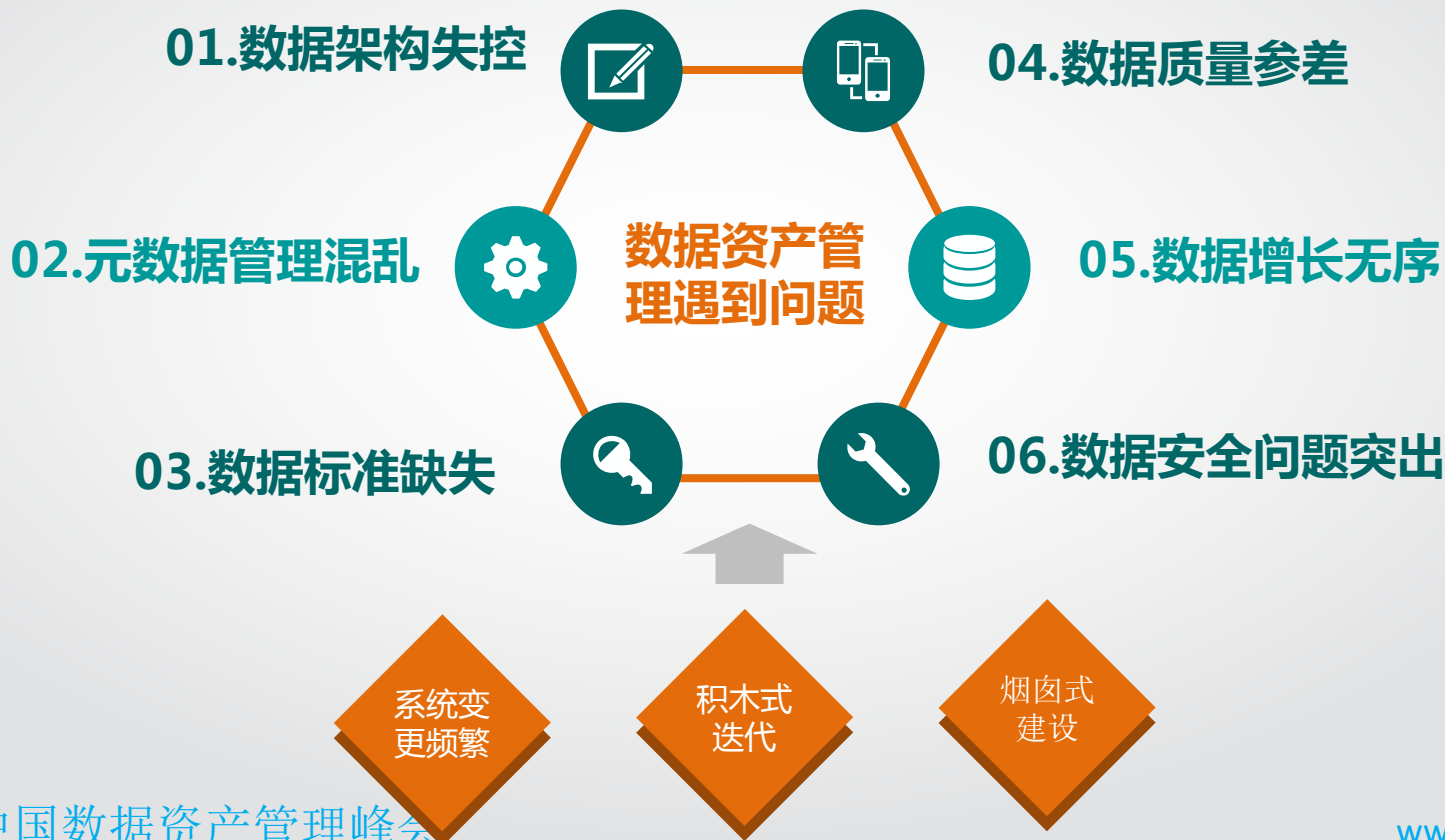 01.数据架构失控
04.数据质量参差
02.元数据管理混乱
数据资产管
理遇到问题
05.数据增长无序
03.数据标准缺失
06.数据安全问题突出
系统变
更频繁
积木式
迭代
烟囱式
建设
国数据资产管理峰
ww